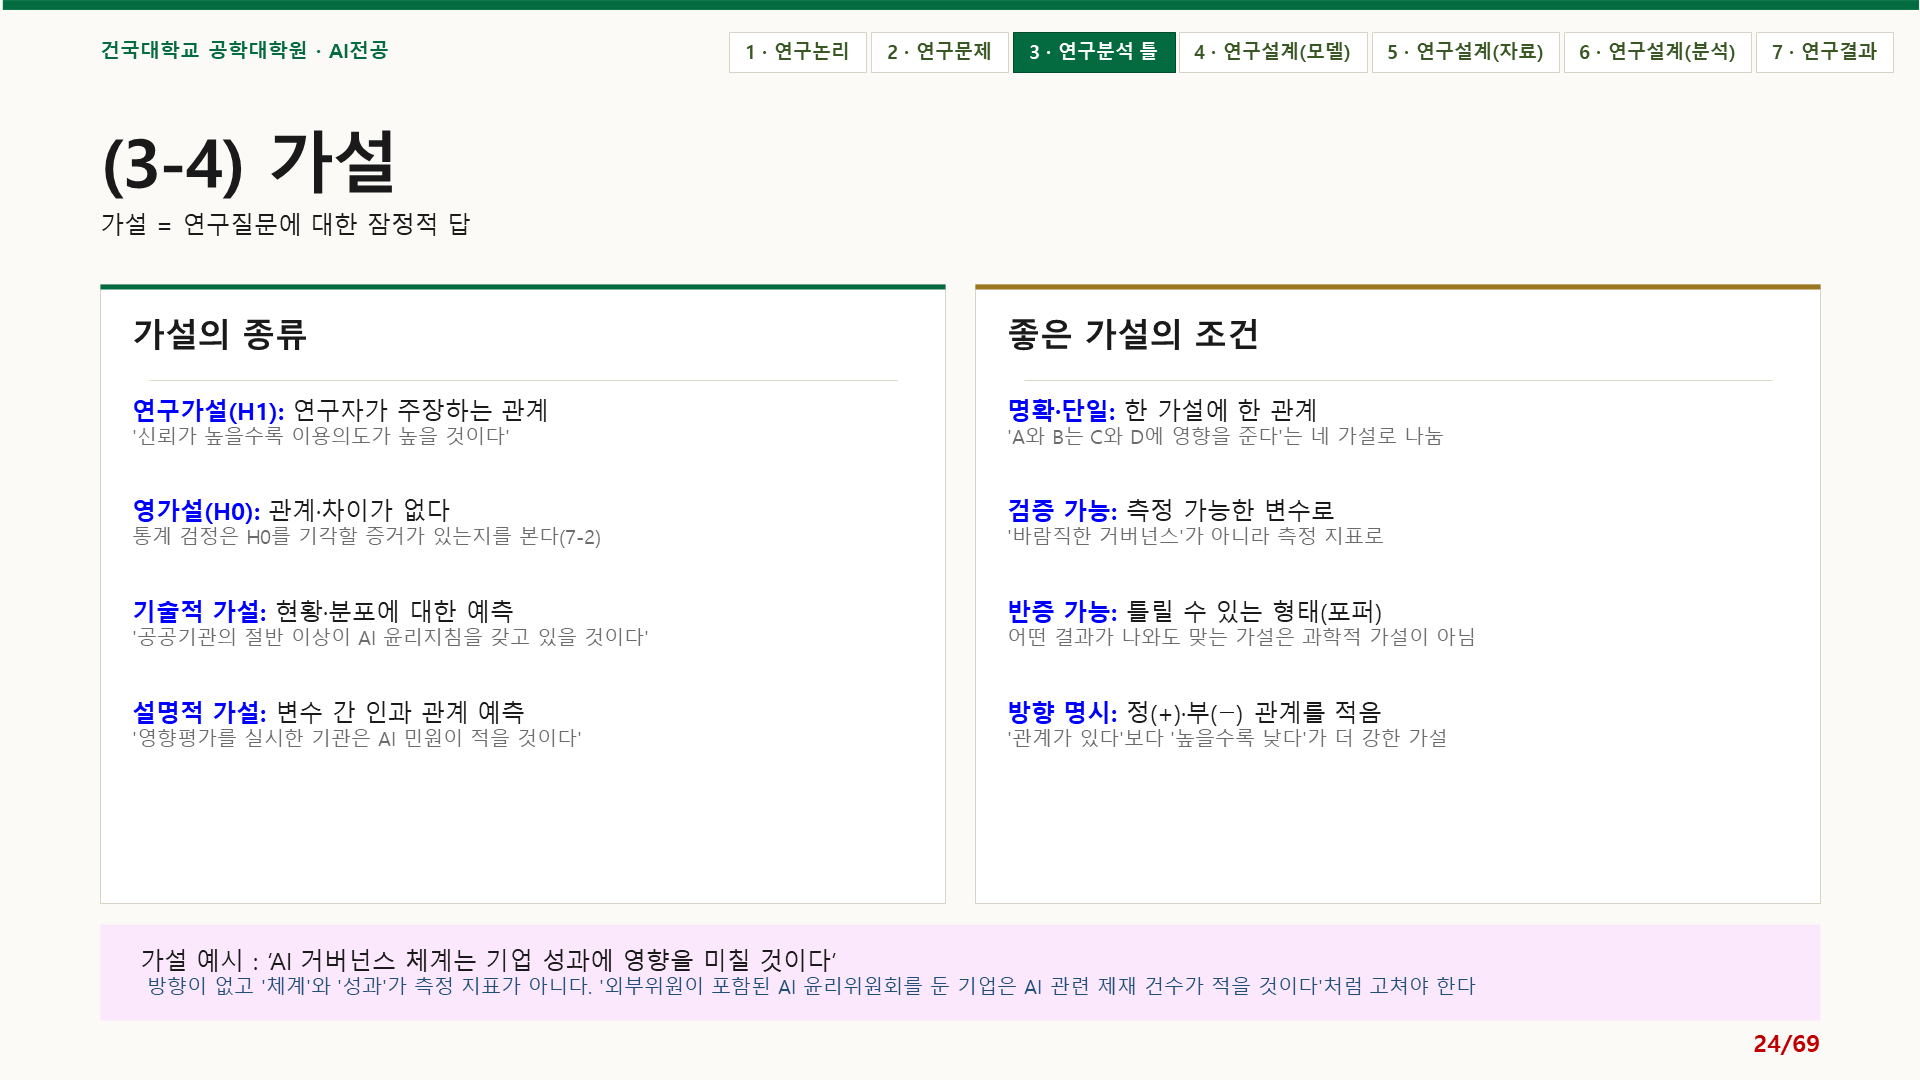 건국대학교 공학대학원 · AI전공
1 · 연구논리
2 · 연구문제
3 · 연구분석 틀
4 · 연구설계(모델)
5 · 연구설계(자료)
6 · 연구설계(분석)
7 · 연구결과
(3-4) 가설
가설 = 연구질문에 대한 잠정적 답
가설의 종류
연구가설(H1): 연구자가 주장하는 관계
'신뢰가 높을수록 이용의도가 높을 것이다'
영가설(H0): 관계·차이가 없다
통계 검정은 H0를 기각할 증거가 있는지를 본다(7-2)
기술적 가설: 현황·분포에 대한 예측
'공공기관의 절반 이상이 AI 윤리지침을 갖고 있을 것이다'
설명적 가설: 변수 간 인과 관계 예측
'영향평가를 실시한 기관은 AI 민원이 적을 것이다'
좋은 가설의 조건
명확·단일: 한 가설에 한 관계
'A와 B는 C와 D에 영향을 준다'는 네 가설로 나눔
검증 가능: 측정 가능한 변수로
'바람직한 거버넌스'가 아니라 측정 지표로
반증 가능: 틀릴 수 있는 형태(포퍼)
어떤 결과가 나와도 맞는 가설은 과학적 가설이 아님
방향 명시: 정(+)·부(−) 관계를 적음
'관계가 있다'보다 '높을수록 낮다'가 더 강한 가설
가설 예시 : ‘AI 거버넌스 체계는 기업 성과에 영향을 미칠 것이다’
방향이 없고 '체계'와 '성과'가 측정 지표가 아니다. '외부위원이 포함된 AI 윤리위원회를 둔 기업은 AI 관련 제재 건수가 적을 것이다'처럼 고쳐야 한다
24/69